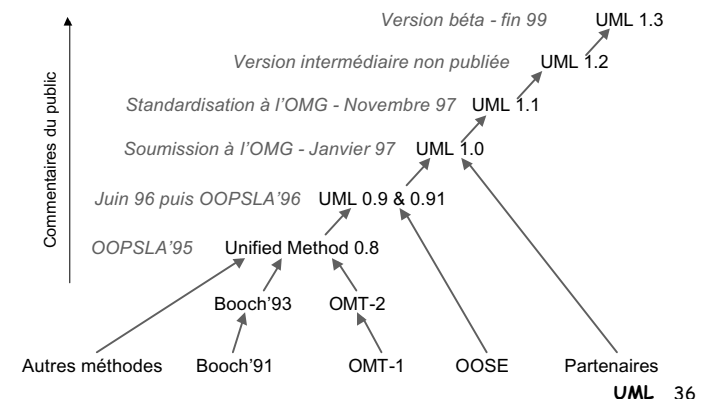 Version béta - fin 99 UML 1.3
Version intermédiaire non publiée UML 1.2
Standardisation à l'OMG - Novembre 97 UML 1.1
Soumission à l'OMG - Janvier 97 UML 1.0
Juin 96 puis OOPSLA'96 UML 0.9 & 0.91
OOPSLA'95 Unified Method 0.8
Booch'93 OMT-2
Autres méthodes Booch'91 OMT-1 OOSE Partenaires
Commentaires du public
UML 36